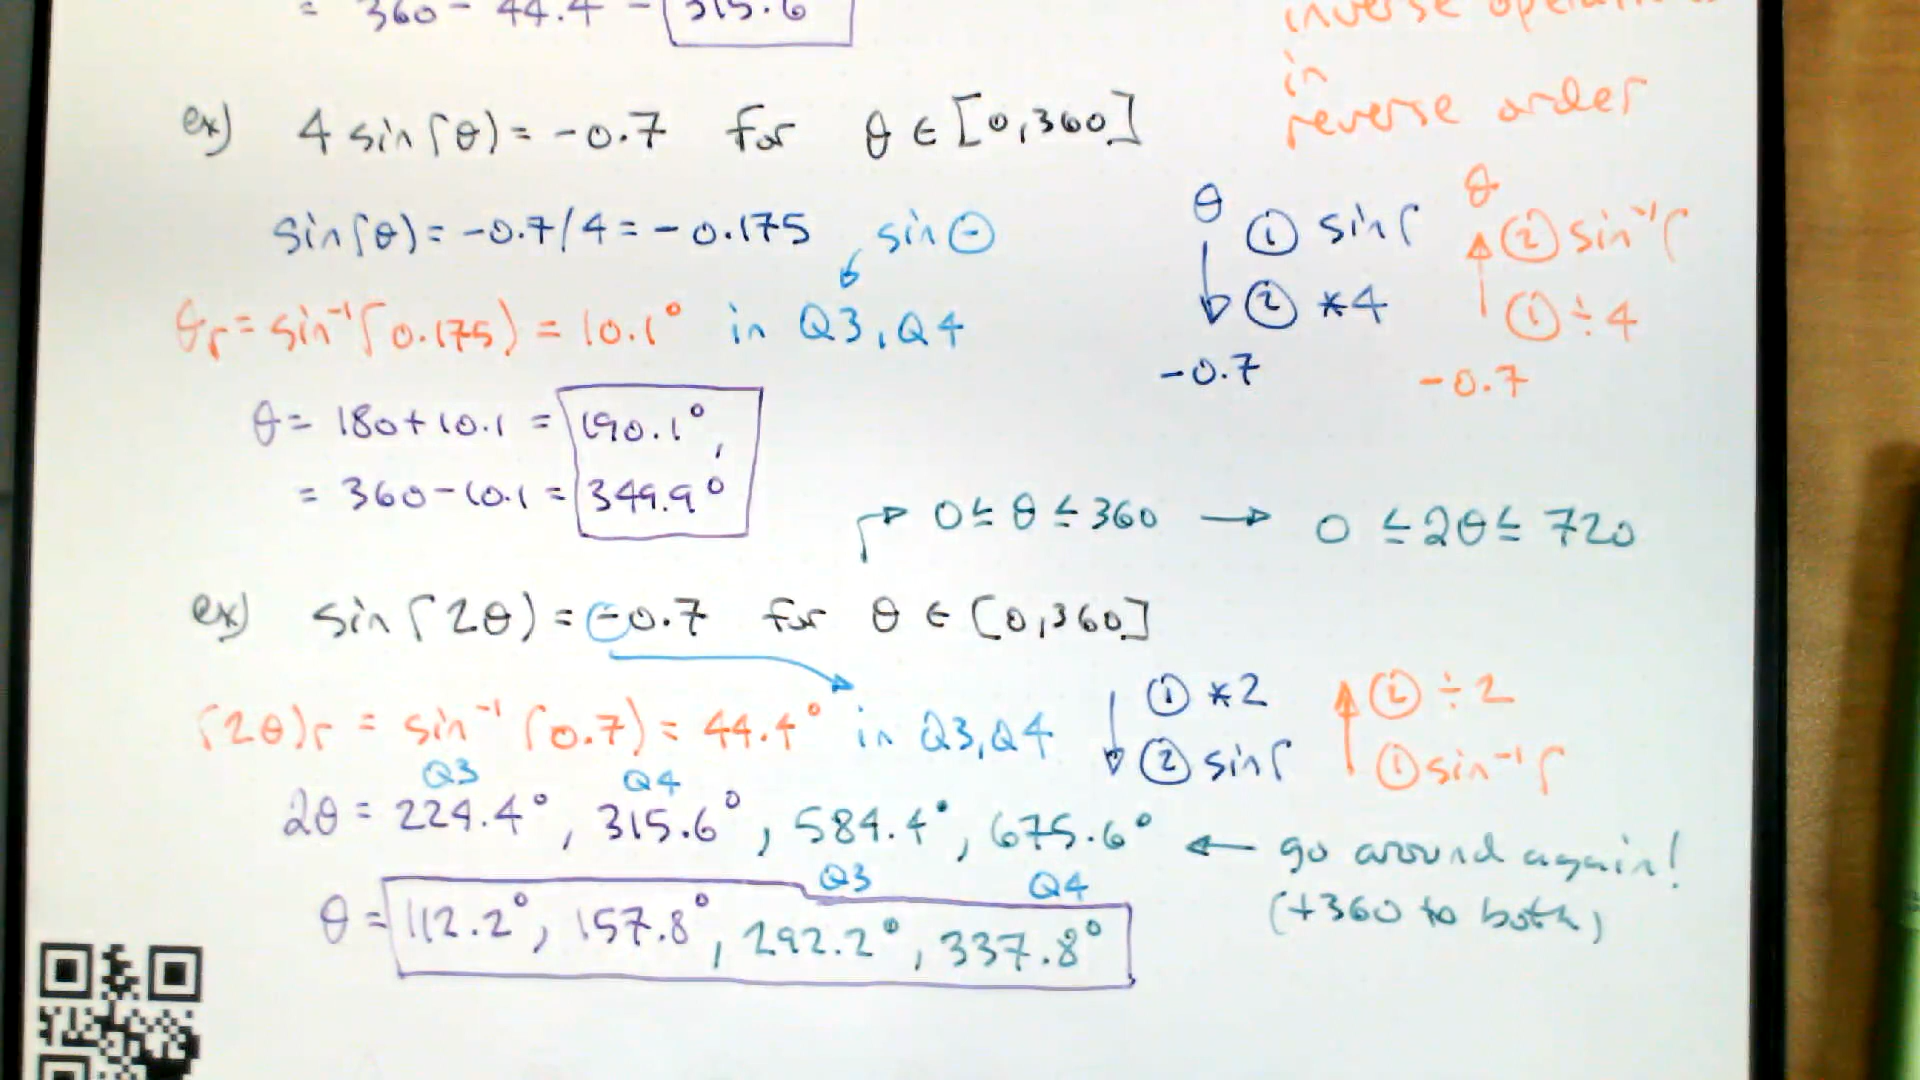 = 360 - 44.4 = 315.6
inverse operations
in
reverse order
ex) 4 sin(θ) = -0.7 for θ ∈ [0,360]
sin(θ) = -0.7/4 = -0.175 sin ⊖
θr = sin⁻¹(0.175) = 10.1° in Q3, Q4
θ = 180+10.1 = 190.1°,
= 360-10.1 = 349.9°
θ
① sin(
② *4
-0.7
θ
② sin⁻¹(
① ÷4
-0.7
0 ≤ θ ≤ 360 → 0 ≤ 2θ ≤ 720
ex) sin(2θ) = -0.7 for θ ∈ [0,360]
(2θ)r = sin⁻¹(0.7) = 44.4° in Q3, Q4
① *2
② sin(
② ÷2
① sin⁻¹(
Q3 Q4
2θ = 224.4°, 315.6°, 584.4°, 675.6° ← go around again!
Q3 Q4
(+360 to both)
θ = 112.2°, 157.8°, 292.2°, 337.8°